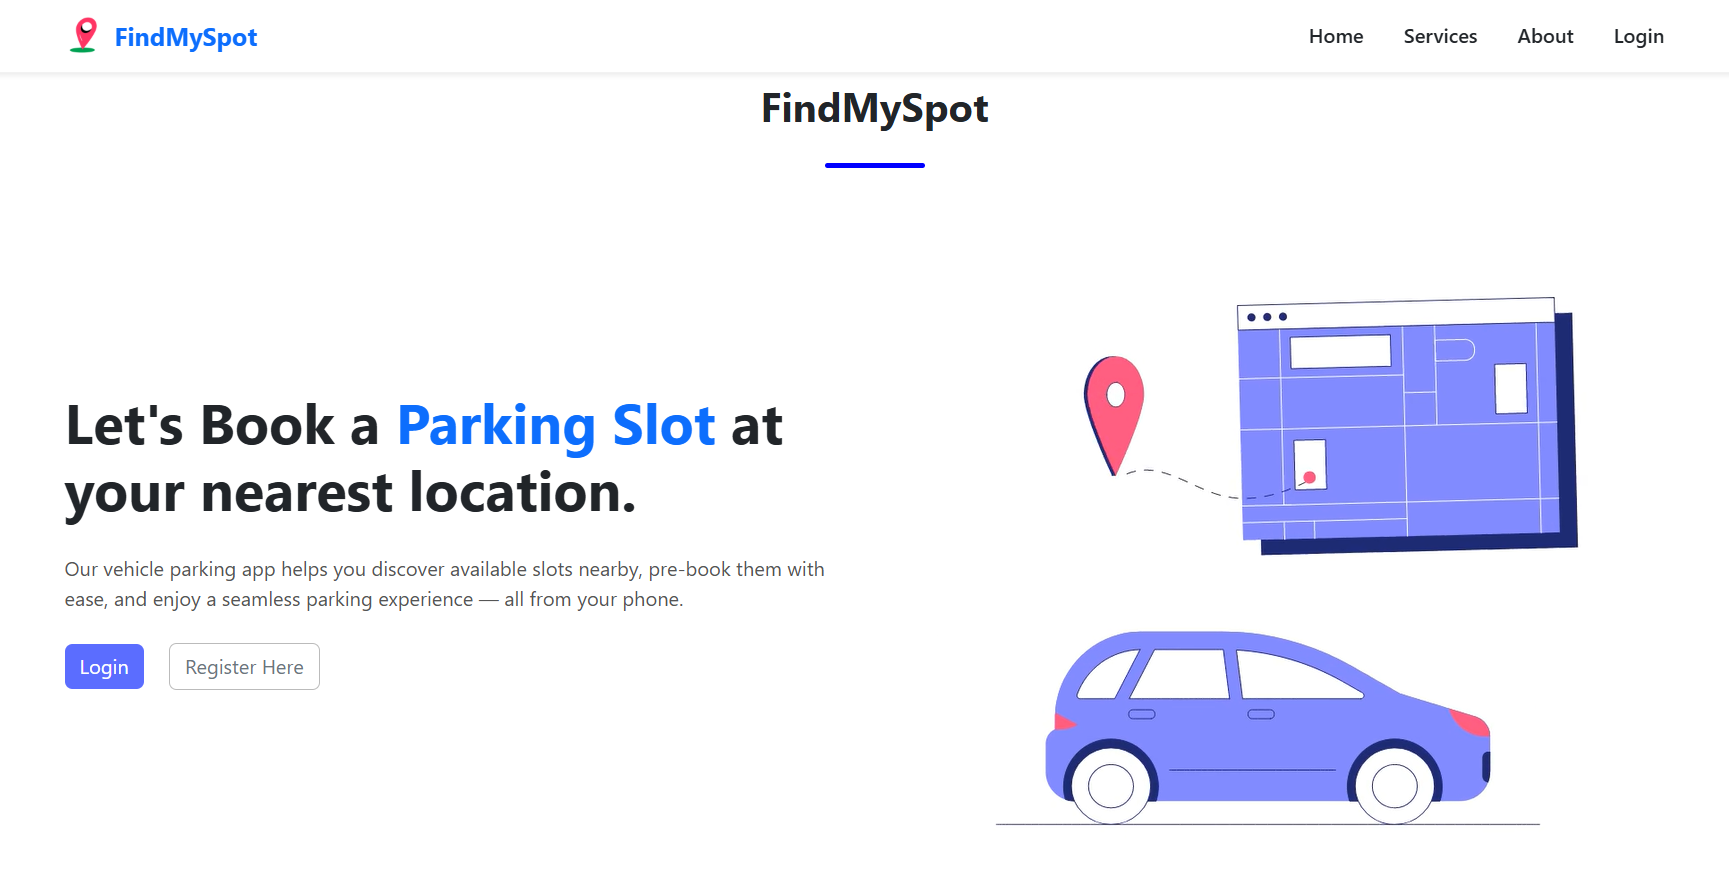 FindMySpot
Home Services About Login
FindMySpot
Let's Book a Parking Slot at
your nearest location.
Our vehicle parking app helps you discover available slots nearby, pre-book them with
ease, and enjoy a seamless parking experience — all from your phone.
Login Register Here